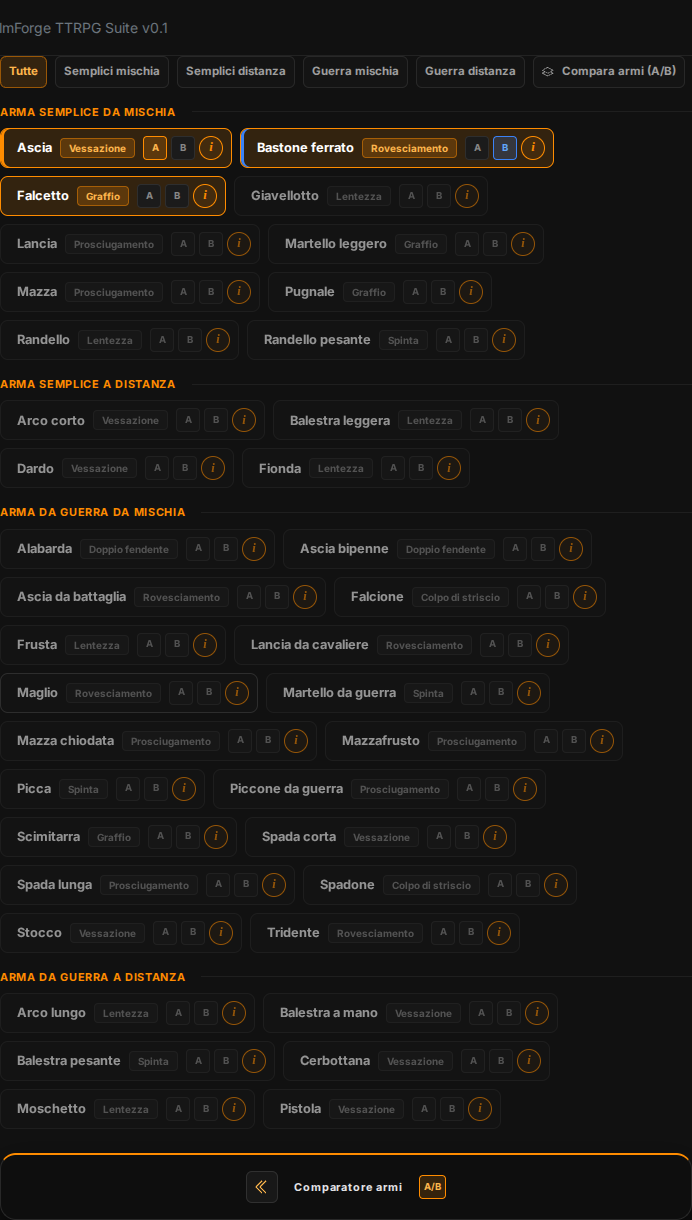 lmForge TTRPG Suite v0.1
Tutte Semplici mischia Semplici distanza Guerra mischia Guerra distanza Compara armi (A/B)
ARMA SEMPLICE DA MISCHIA
Ascia Vessazione A B i Bastone ferrato Rovesciamento A B i
Falcetto Graffio A B i Giavellotto Lentezza A B i
Lancia Prosciugamento A B i Martello leggero Graffio A B i
Mazza Prosciugamento A B i Pugnale Graffio A B i
Randello Lentezza A B i Randello pesante Spinta A B i
ARMA SEMPLICE A DISTANZA
Arco corto Vessazione A B i Balestra leggera Lentezza A B i
Dardo Vessazione A B i Fionda Lentezza A B i
ARMA DA GUERRA DA MISCHIA
Alabarda Doppio fendente A B i Ascia bipenne Doppio fendente A B i
Ascia da battaglia Rovesciamento A B i Falcione Colpo di striscio A B i
Frusta Lentezza A B i Lancia da cavaliere Rovesciamento A B i
Maglio Rovesciamento A B i Martello da guerra Spinta A B i
Mazza chiodata Prosciugamento A B i Mazzafrusto Prosciugamento A B i
Picca Spinta A B i Piccone da guerra Prosciugamento A B i
Scimitarra Graffio A B i Spada corta Vessazione A B i
Spada lunga Prosciugamento A B i Spadone Colpo di striscio A B i
Stocco Vessazione A B i Tridente Rovesciamento A B i
ARMA DA GUERRA A DISTANZA
Arco lungo Lentezza A B i Balestra a mano Vessazione A B i
Balestra pesante Spinta A B i Cerbottana Vessazione A B i
Moschetto Lentezza A B i Pistola Vessazione A B i
Comparatore armi A/B